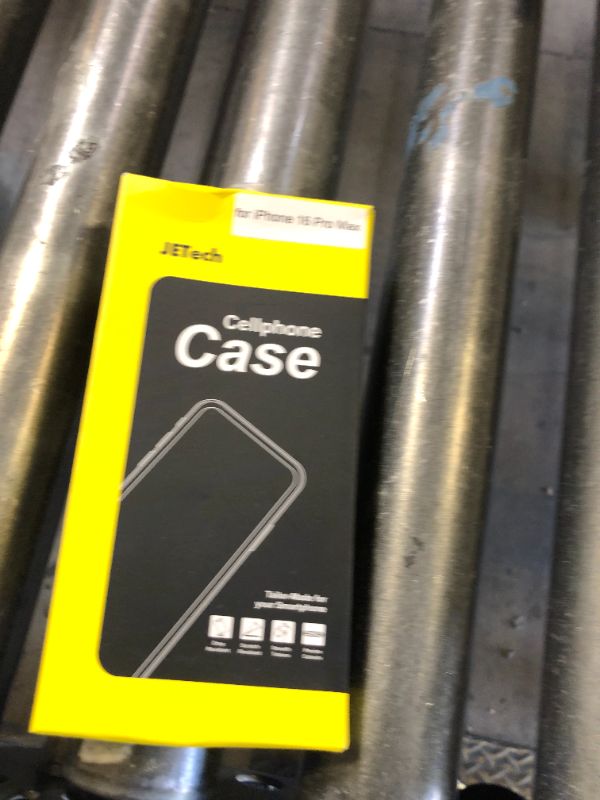 for iPhone 16 Pro Max
JETech
Cellphone
Case
Tailor-Made for
your Smartphone